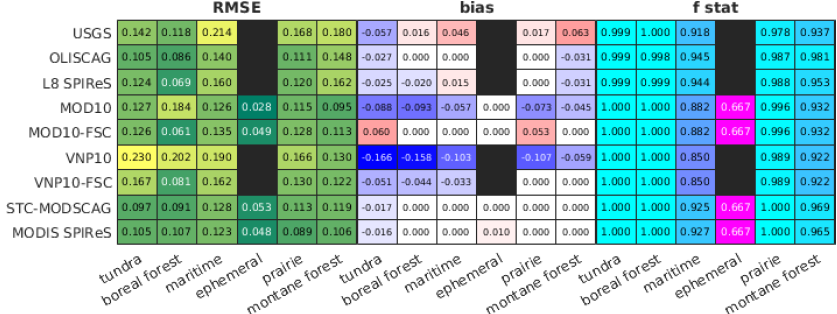 RMSE bias f stat
USGS 0.142 0.118 0.214 0.168 0.180 -0.057 0.016 0.046 0.017 0.063 0.999 1.000 0.918 0.978 0.937
OLISCAG 0.105 0.086 0.140 0.111 0.148 -0.027 0.000 0.000 0.000 -0.031 0.999 0.998 0.945 0.987 0.981
L8 SPIReS 0.124 0.069 0.160 0.120 0.162 -0.025 -0.020 0.015 0.000 -0.031 0.999 0.999 0.944 0.988 0.953
MOD10 0.127 0.184 0.126 0.028 0.115 0.095 -0.088 -0.093 -0.057 0.000 -0.073 -0.045 1.000 1.000 0.882 0.667 0.996 0.932
MOD10-FSC 0.126 0.061 0.135 0.049 0.128 0.113 0.060 0.000 0.000 0.000 0.053 0.000 1.000 1.000 0.882 0.667 0.996 0.932
VNP10 0.230 0.202 0.190 0.166 0.130 -0.166 -0.158 -0.103 -0.107 -0.059 1.000 1.000 0.850 0.989 0.922
VNP10-FSC 0.167 0.081 0.162 0.130 0.122 -0.051 -0.044 -0.033 0.000 0.000 1.000 1.000 0.850 0.989 0.922
STC-MODSCAG 0.097 0.091 0.128 0.053 0.113 0.119 -0.017 0.000 0.000 0.000 0.000 0.000 1.000 1.000 0.925 0.667 1.000 0.969
MODIS SPIReS 0.105 0.107 0.123 0.048 0.089 0.106 -0.016 0.000 0.000 0.010 0.000 0.000 1.000 1.000 0.927 0.667 1.000 0.965
tundra boreal forest maritime ephemeral prairie montane forest tundra boreal forest maritime ephemeral prairie montane forest tundra boreal forest maritime ephemeral prairie montane forest